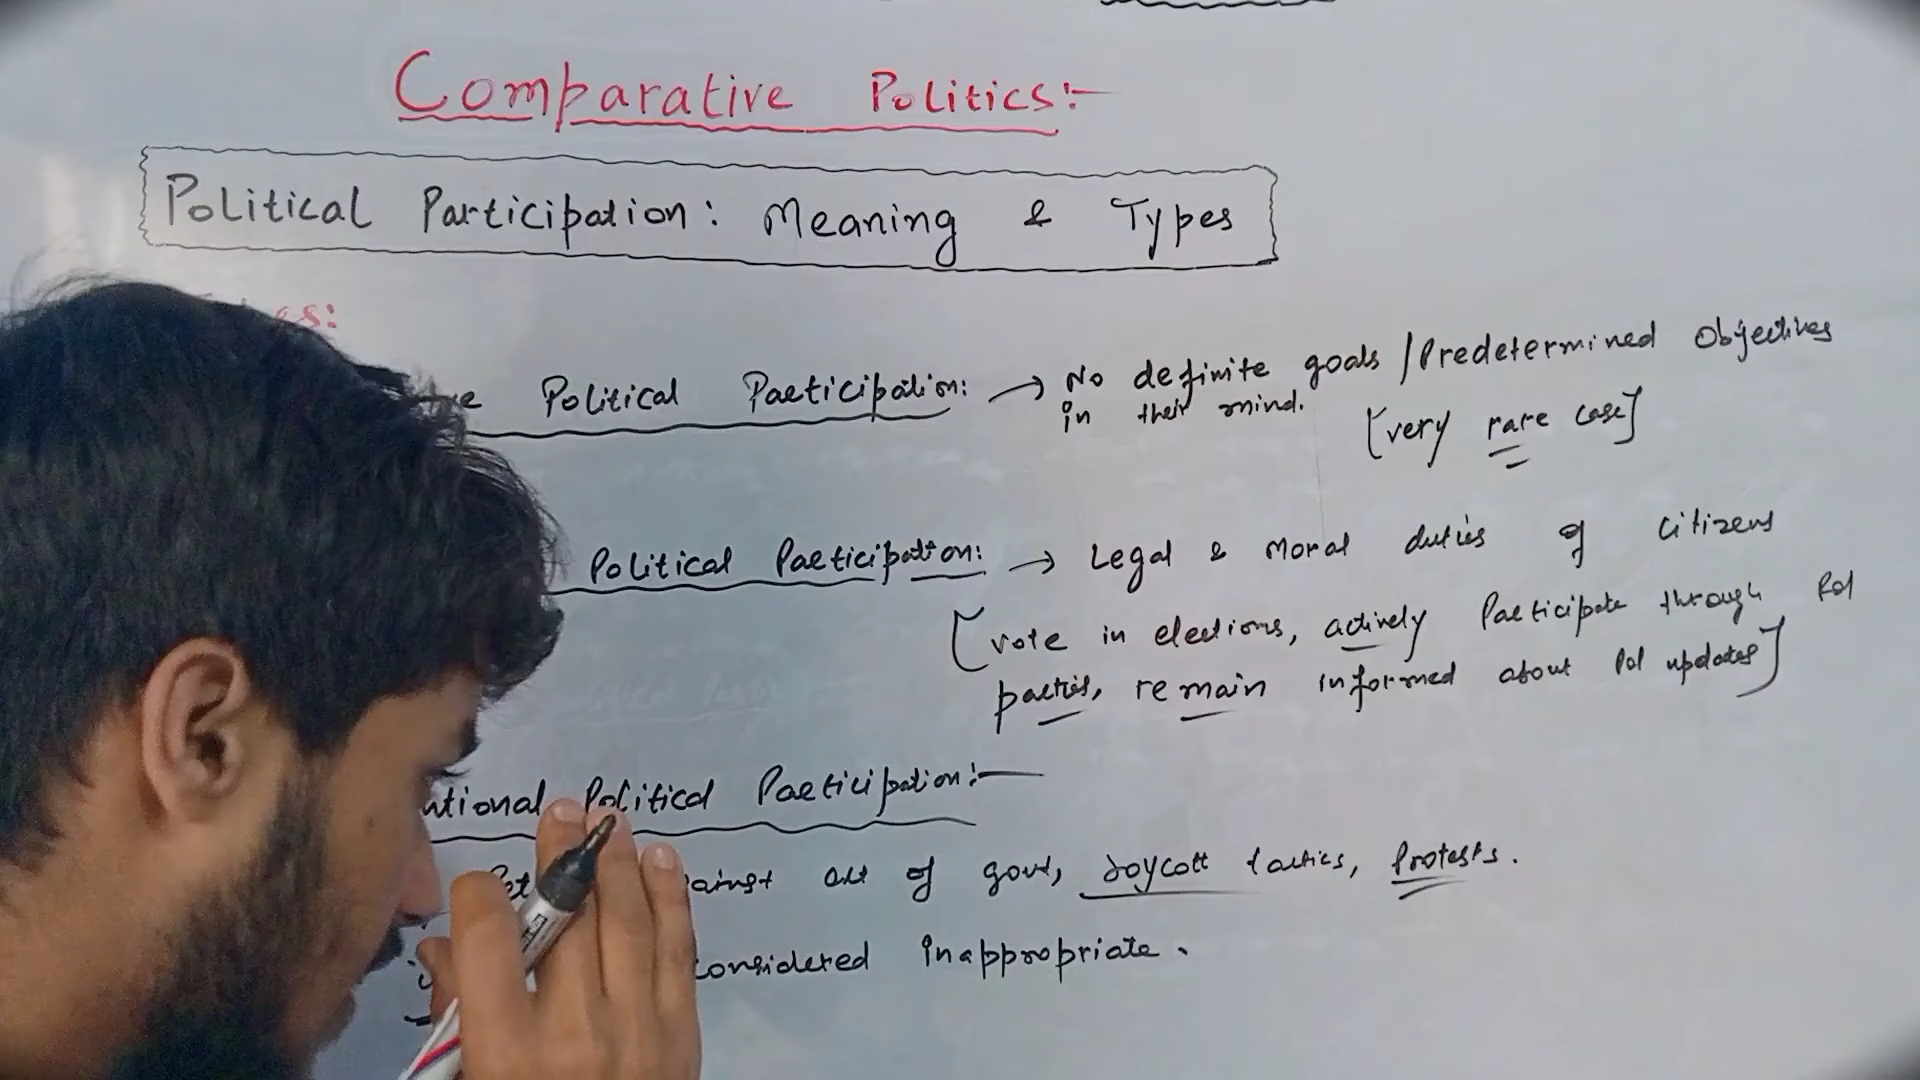 Comparative Politics:-
Political Participation: Meaning & Types
Political Participation: → No definite goals / Predetermined Objectives
in their mind.
[very rare case]
Political Participation: → Legal & Moral duties of citizens
[vote in elections, actively Participate through Pol
parties, remain informed about Pol updates]
Political Participation:-
act of govt, boycott tactics, Protests.
considered inappropriate.